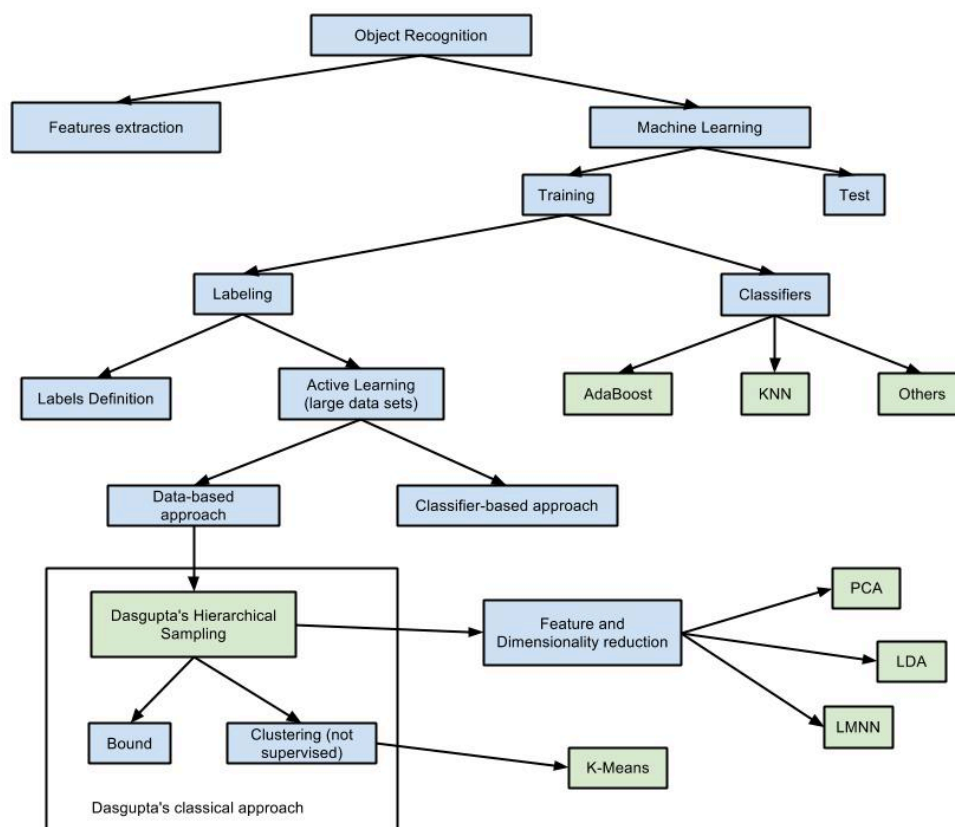 Object Recognition
Features extraction
Machine Learning
Training
Test
Labeling
Classifiers
Labels Definition
Active Learning
(large data sets)
AdaBoost
KNN
Others
Data-based
approach
Classifier-based approach
Dasgupta's Hierarchical
Sampling
Feature and
Dimensionality reduction
PCA
LDA
LMNN
Bound
Clustering (not
supervised)
K-Means
Dasgupta's classical approach